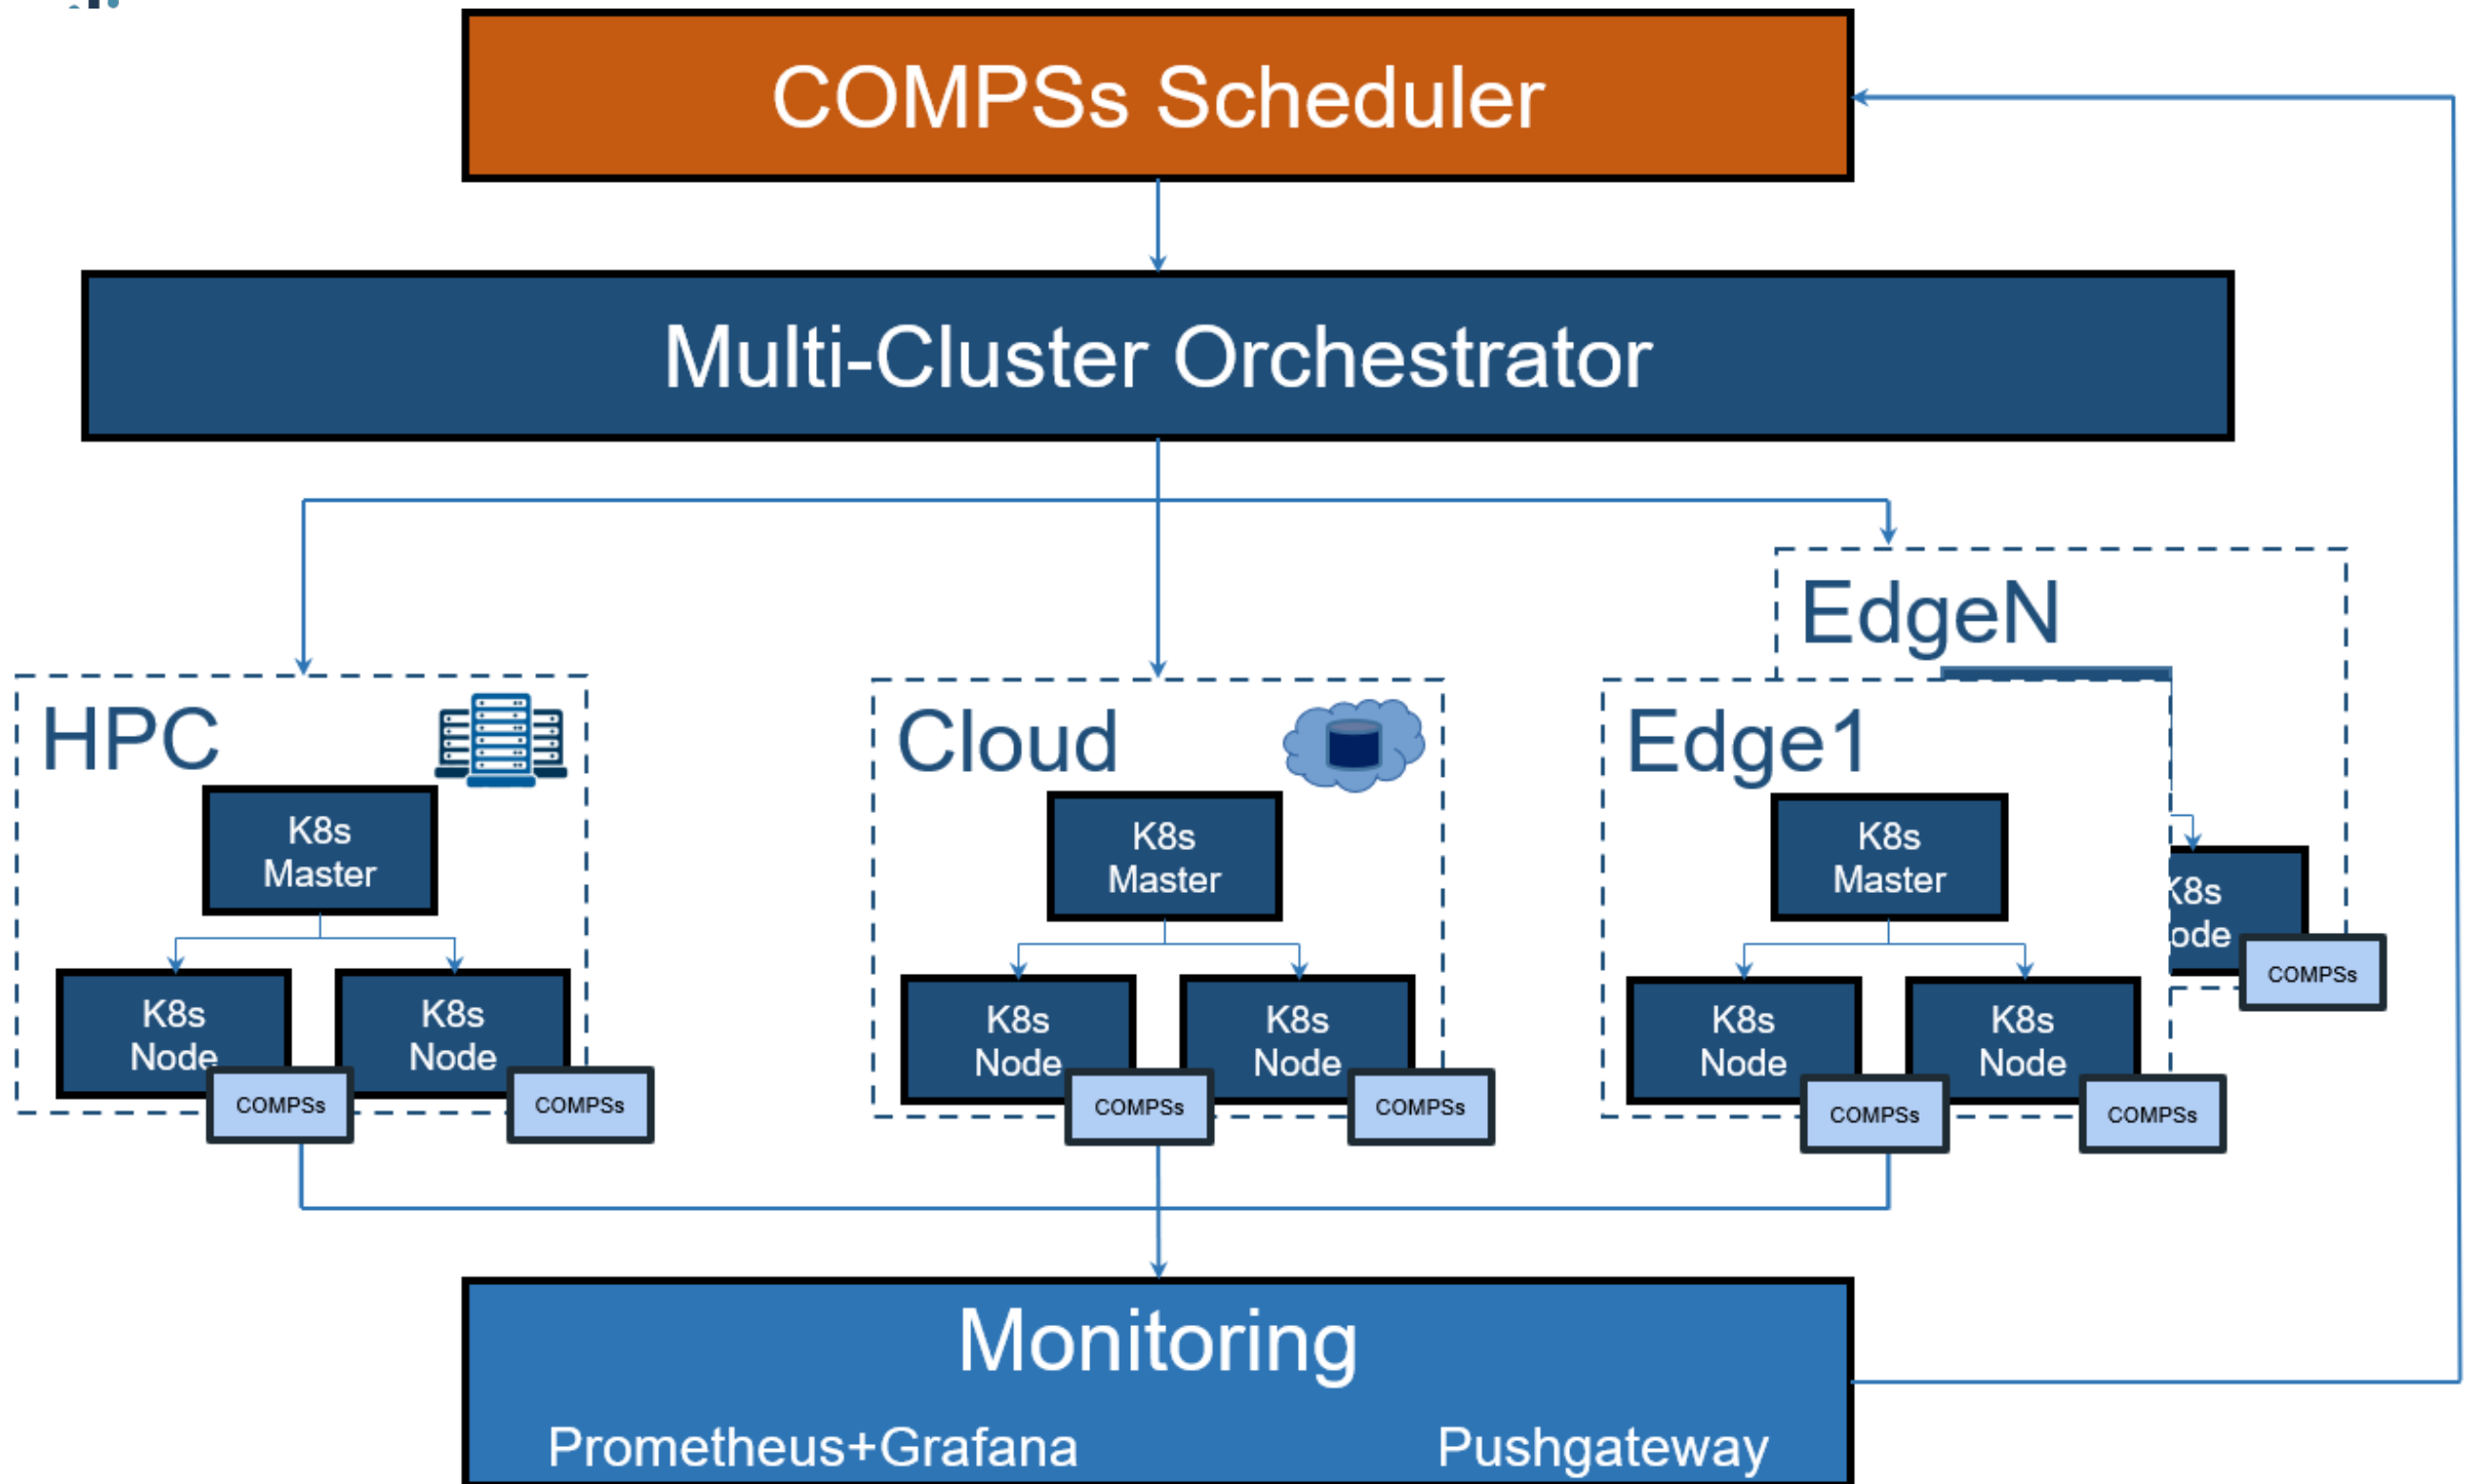 COMPSs Scheduler
Multi-Cluster Orchestrator
EdgeN
HPC
Cloud
Edge1
K8s
Master
K8s
Master
K8s
Master
K8s
K8s
Node
K8s
Node
K8s
Node
K8s
Node
K8s
Node
K8s
Node
COMPSs
COMPSs
COMPSs
COMPSs
COMPSs
COMPSs
COMPSs
Monitoring
Prometheus+Grafana
Pushgateway